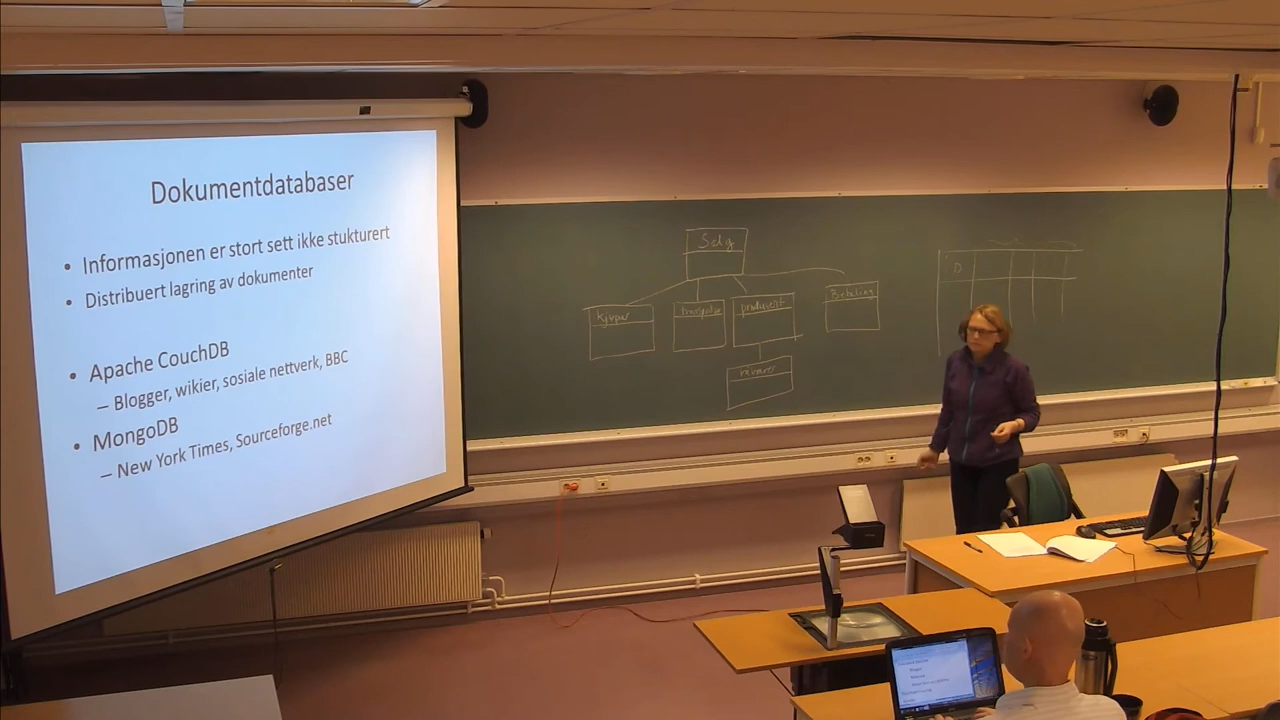 Dokumentdatabaser
• Informasjonen er stort sett ikke stukturert
• Distribuert lagring av dokumenter
• Apache CouchDB
– Blogger, wikier, sosiale nettverk, BBC
• MongoDB
– New York Times, Sourceforge.net
Salg
kjøper
produsent
Betaling
D